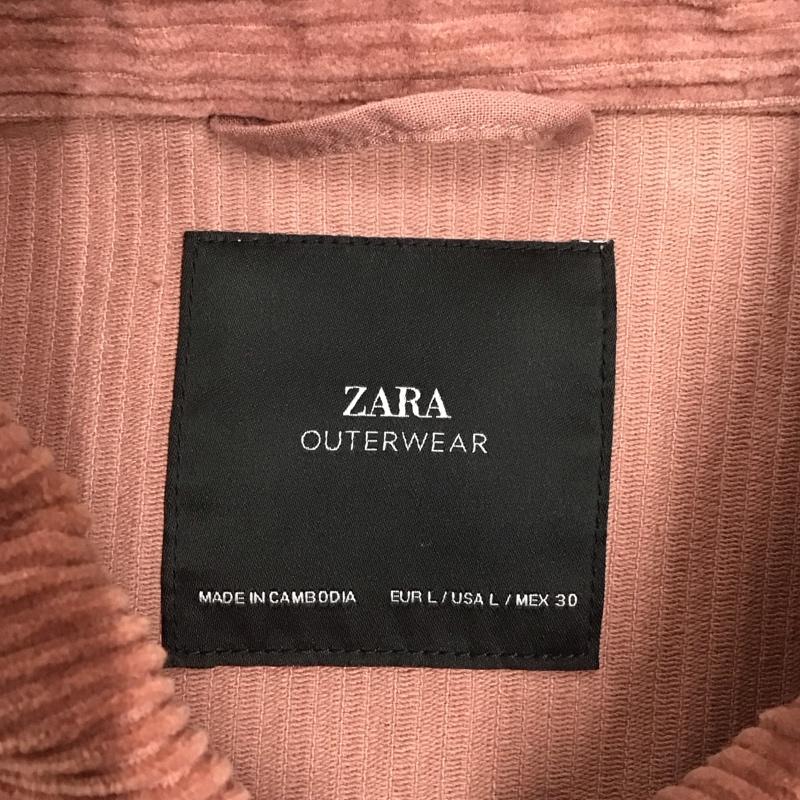 ZARA
OUTERWEAR
MADE IN CAMBODIA EUR L / USA L / MEX 30